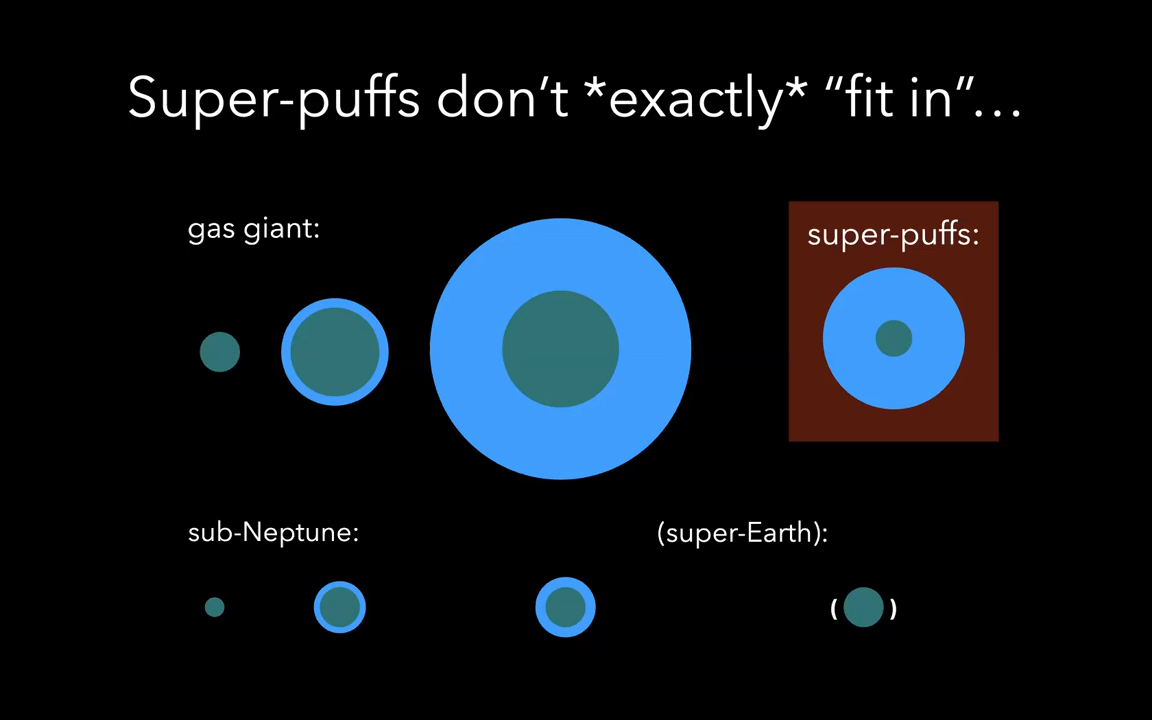 Super-puffs don’t *exactly* “fit in”…
gas giant:
super-puffs:
sub-Neptune:
(super-Earth):
( )